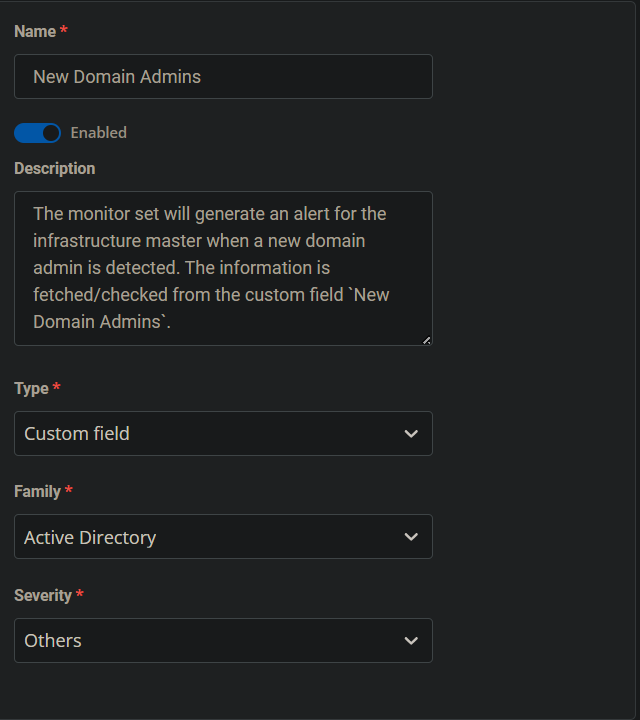 Name *
New Domain Admins
Enabled
Description
The monitor set will generate an alert for the
infrastructure master when a new domain
admin is detected. The information is
fetched/checked from the custom field `New
Domain Admins`.
Type *
Custom field
Family *
Active Directory
Severity *
Others